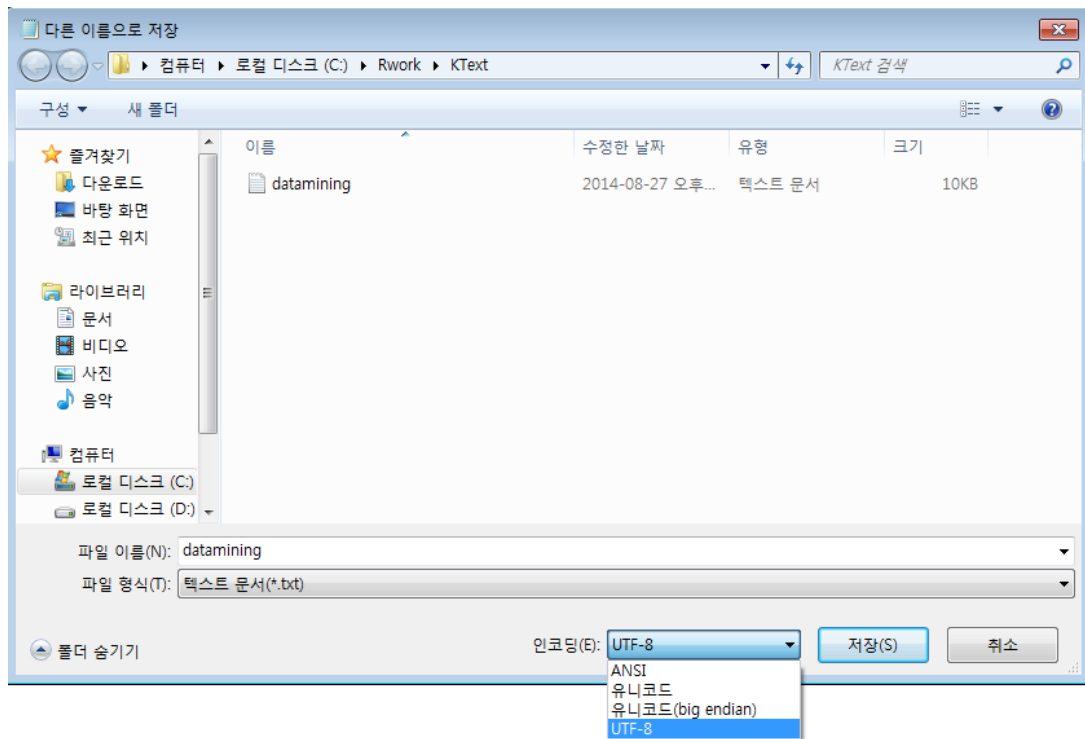 다른 이름으로 저장
컴퓨터 ▸ 로컬 디스크 (C:) ▸ Rwork ▸ KText
KText 검색
구성 ▼ 새 폴더
즐겨찾기
다운로드
바탕 화면
최근 위치
라이브러리
문서
비디오
사진
음악
컴퓨터
로컬 디스크 (C:)
로컬 디스크 (D:)
이름 수정한 날짜 유형 크기
datamining 2014-08-27 오후... 텍스트 문서 10KB
파일 이름(N): datamining
파일 형식(T): 텍스트 문서(*.txt)
폴더 숨기기
인코딩(E): UTF-8 저장(S) 취소
ANSI
유니코드
유니코드(big endian)
UTF-8